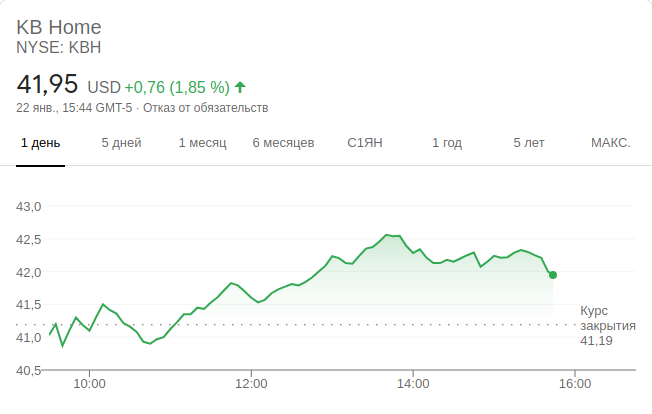 KB Home
NYSE: KBH
41,95 USD +0,76 (1,85 %)
22 янв., 15:44 GMT-5 · Отказ от обязательств
1 день 5 дней 1 месяц 6 месяцев С1ЯН 1 год 5 лет МАКС.
43,0
42,5
42,0
41,5
41,0
40,5
Курс
закрытия
41,19
10:00 12:00 14:00 16:00